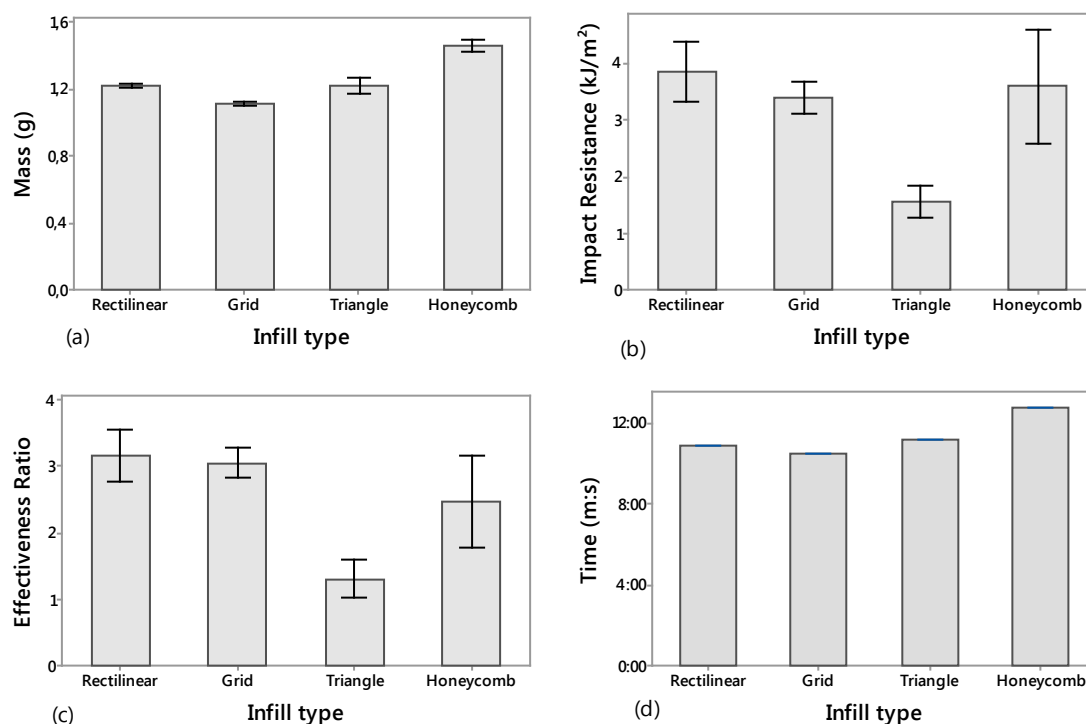 1,6
1,2
0,8
0,4
0,0
Mass (g)
Rectilinear Grid Triangle Honeycomb
Infill type
(a)
4
3
2
1
0
Impact Resistance (kJ/m²)
Rectilinear Grid Triangle Honeycomb
Infill type
(b)
4
3
2
1
0
Effectiveness Ratio
Rectilinear Grid Triangle Honeycomb
Infill type
(c)
12:00
8:00
4:00
0:00
Time (m:s)
Rectilinear Grid Triangle Honeycomb
Infill type
(d)